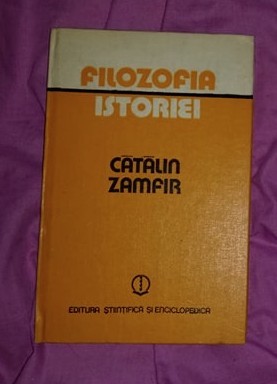 FILOZOFIA
ISTORIEI
CĂTĂLIN
ZAMFIR
EDITURA ȘTIINȚIFICĂ ȘI ENCICLOPEDICĂ